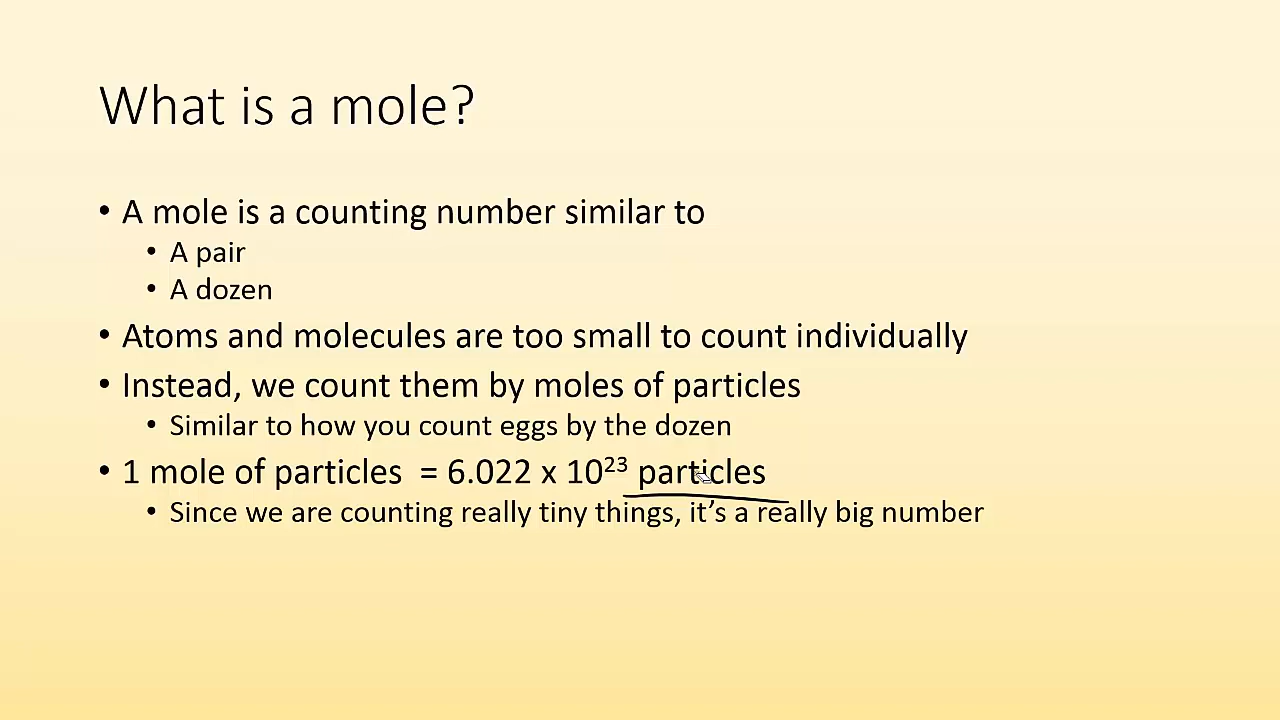 What is a mole?
• A mole is a counting number similar to
• A pair
• A dozen
• Atoms and molecules are too small to count individually
• Instead, we count them by moles of particles
• Similar to how you count eggs by the dozen
• 1 mole of particles = 6.022 x 10²³ particles
• Since we are counting really tiny things, it’s a really big number